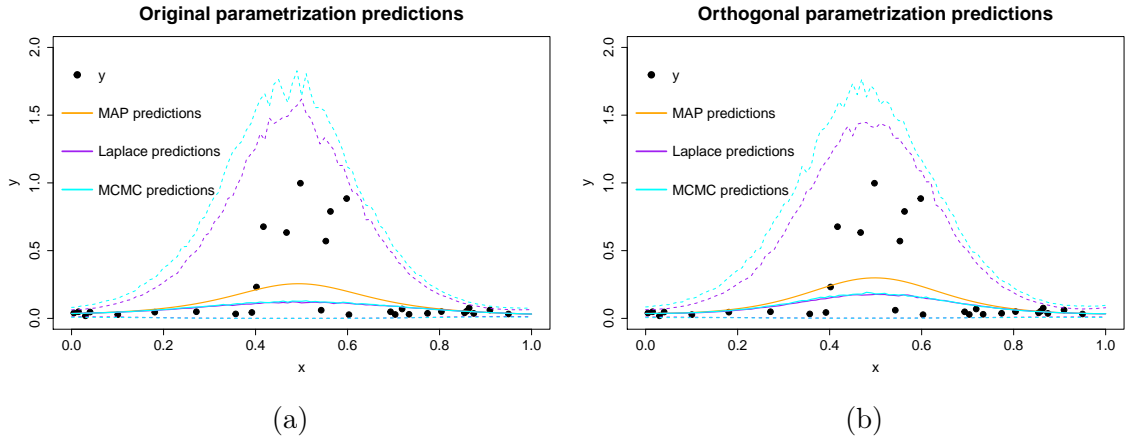 Original parametrization predictions
2.0
1.5
1.0
0.5
0.0
y
y
MAP predictions
Laplace predictions
MCMC predictions
0.0 0.2 0.4 0.6 0.8 1.0
x
(a)
Orthogonal parametrization predictions
2.0
1.5
1.0
0.5
0.0
y
y
MAP predictions
Laplace predictions
MCMC predictions
0.0 0.2 0.4 0.6 0.8 1.0
x
(b)